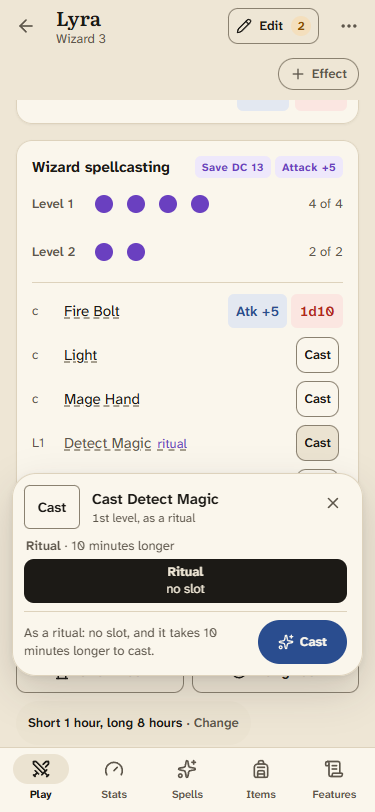 Lyra
Wizard 3
Edit 2
Effect
Wizard spellcasting Save DC 13 Attack +5
Level 1 4 of 4
Level 2 2 of 2
c Fire Bolt Atk +5 1d10
c Light Cast
c Mage Hand Cast
L1 Detect Magic ritual Cast
Cast Cast Detect Magic
1st level, as a ritual
Ritual · 10 minutes longer
Ritual
no slot
As a ritual: no slot, and it takes 10
minutes longer to cast.
Cast
Short 1 hour, long 8 hours · Change
Play Stats Spells Items Features